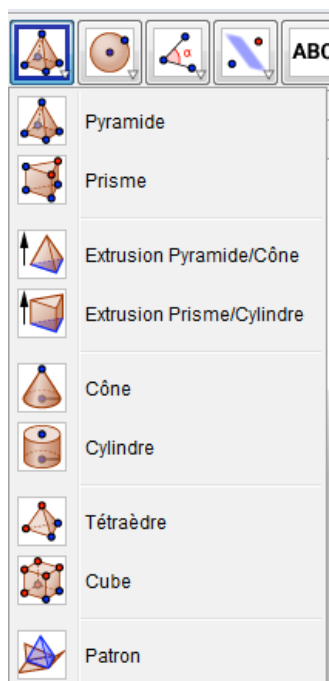 α
ABC
Pyramide
Prisme
Extrusion Pyramide/Cône
Extrusion Prisme/Cylindre
Cône
Cylindre
Tétraèdre
Cube
Patron